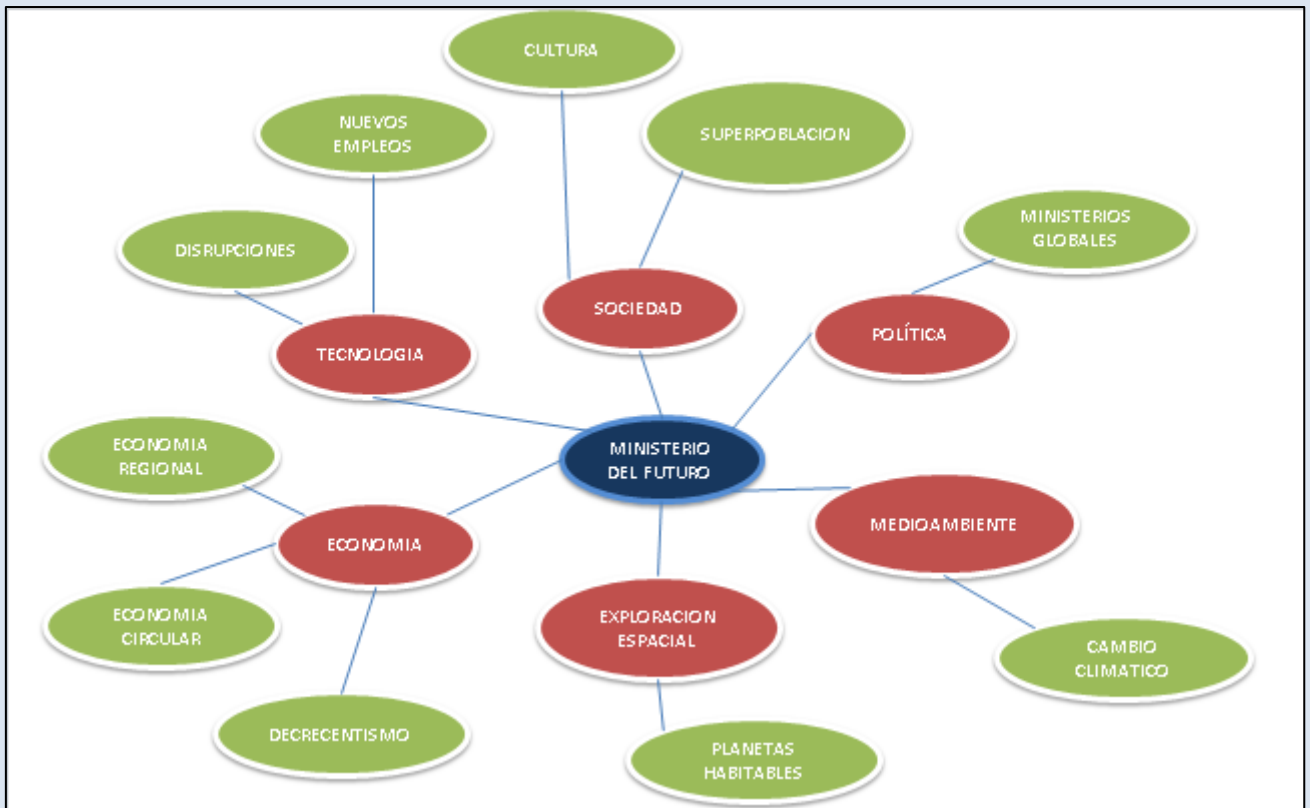 CULTURA
NUEVOS
EMPLEOS
SUPERPOBLACION
MINISTERIOS
GLOBALES
DISRUPCIONES
SOCIEDAD
POLÍTICA
TECNOLOGIA
ECONOMIA
REGIONAL
MINISTERIO
DEL FUTURO
MEDIOAMBIENTE
ECONOMIA
ECONOMIA
CIRCULAR
EXPLORACION
ESPACIAL
CAMBIO
CLIMATICO
DECRECENTISMO
PLANETAS
HABITABLES